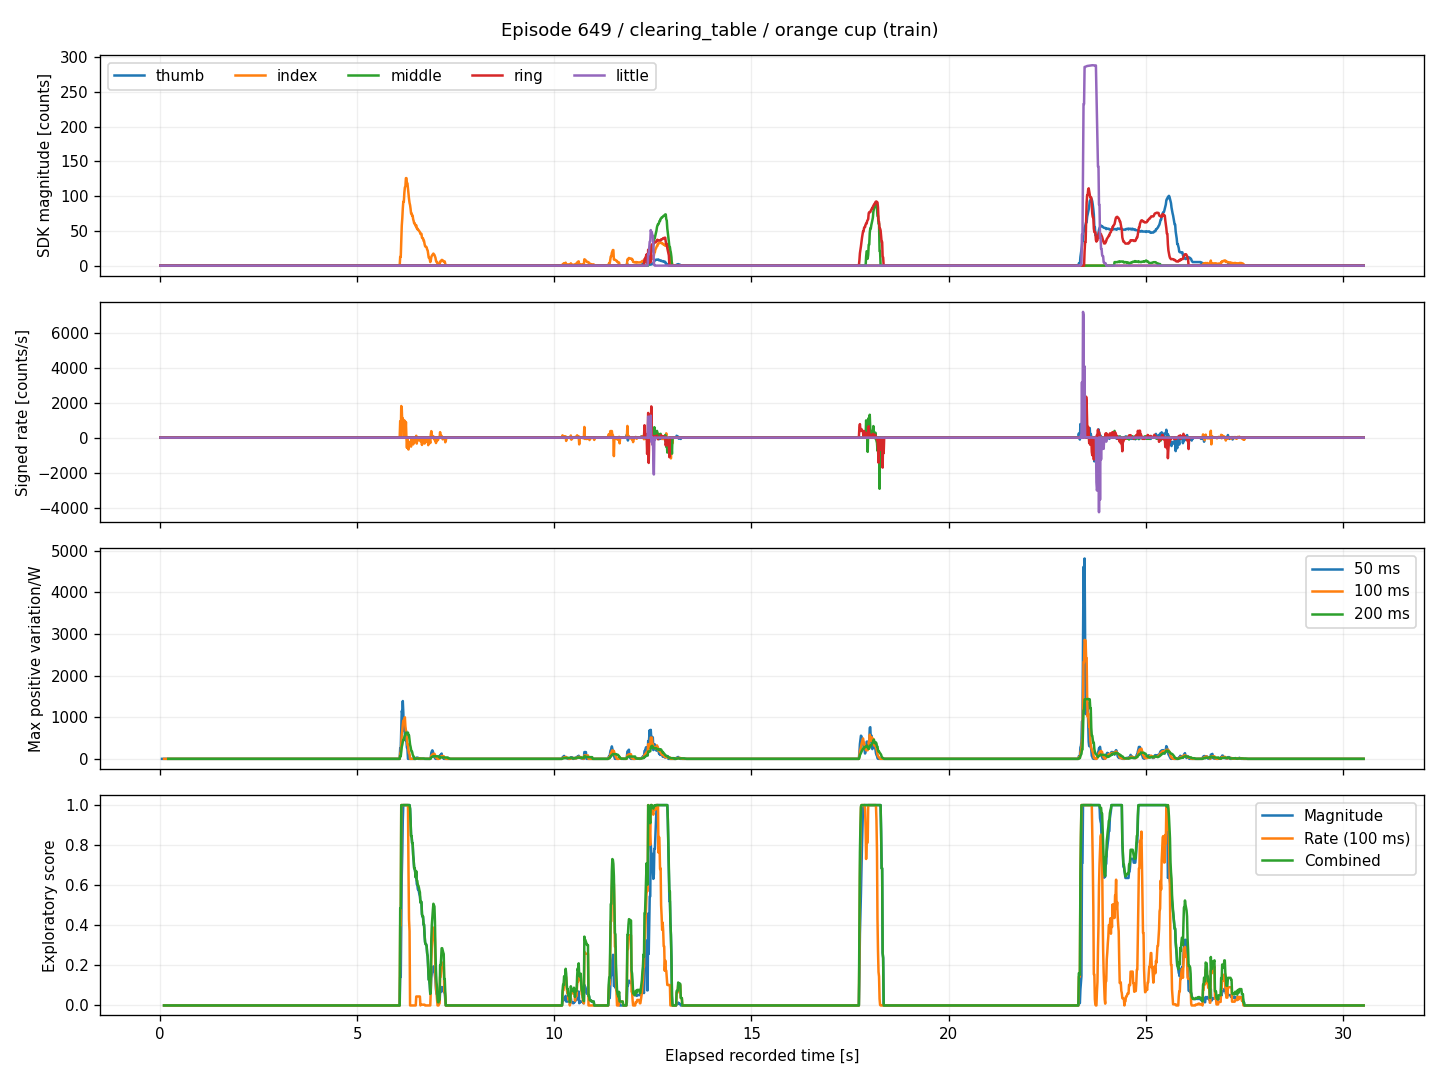 Episode 649 / clearing_table / orange cup (train)
SDK magnitude [counts]
300
250
200
150
100
50
0
thumb index middle ring little
Signed rate [counts/s]
6000
4000
2000
0
−2000
−4000
Max positive variation/W
5000
4000
3000
2000
1000
0
50 ms
100 ms
200 ms
Exploratory score
1.0
0.8
0.6
0.4
0.2
0.0
Magnitude
Rate (100 ms)
Combined
0 5 10 15 20 25 30
Elapsed recorded time [s]